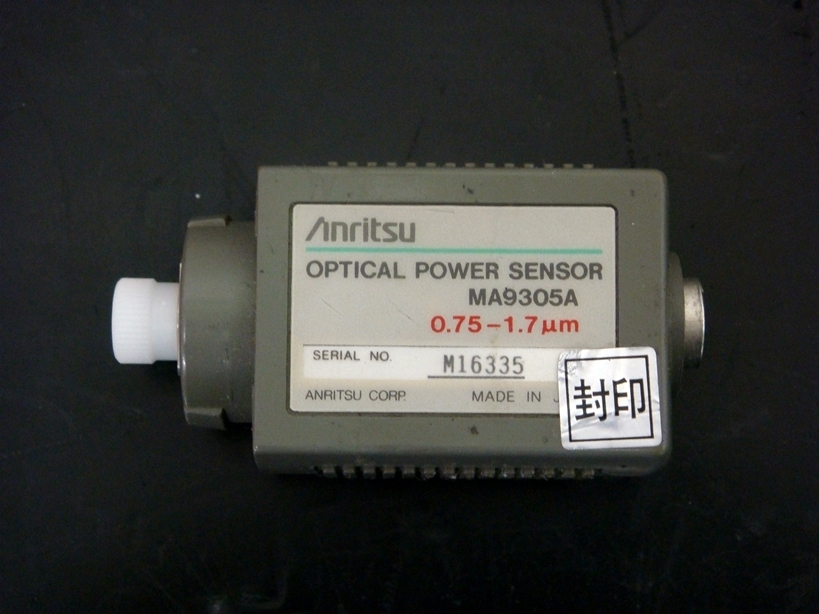 Anritsu
OPTICAL POWER SENSOR
MA9305A
0.75-1.7μm
SERIAL NO. M16335
ANRITSU CORP. MADE IN
封印